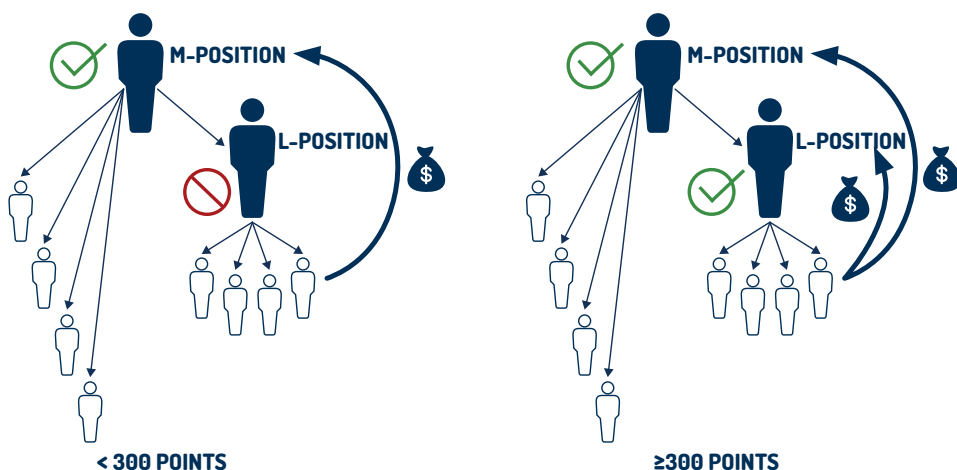 M-POSITION
L-POSITION
$
< 300 POINTS
M-POSITION
L-POSITION
$
$
≥300 POINTS